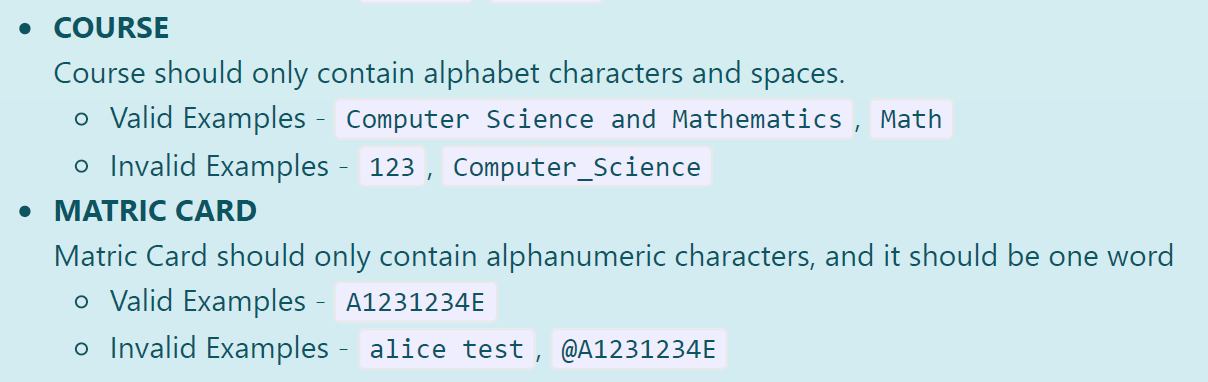 COURSE
Course should only contain alphabet characters and spaces.
Valid Examples - Computer Science and Mathematics, Math
Invalid Examples - 123, Computer_Science
MATRIC CARD
Matric Card should only contain alphanumeric characters, and it should be one word
Valid Examples - A1231234E
Invalid Examples - alice test, @A1231234E